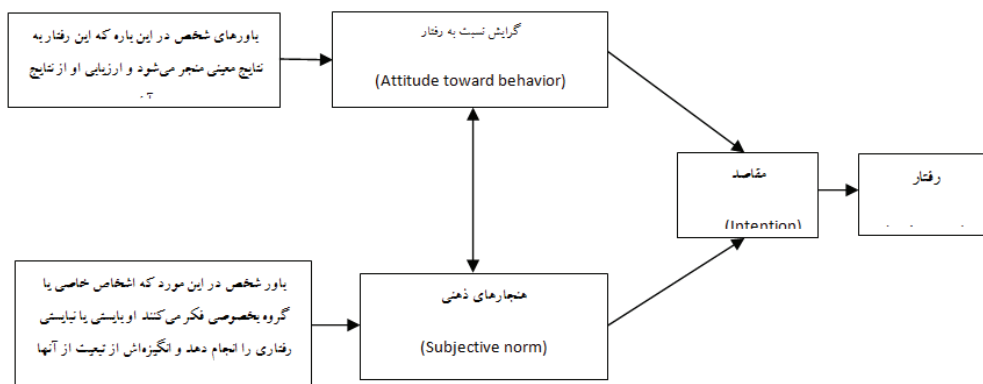 باورهای شخص در این باره که این رفتار به
نتایج معینی منجر می‌شود و ارزیابی او از نتایج
گرایش نسبت به رفتار
(Attitude toward behavior)
مقاصد
(Intention)
رفتار
باور شخص در این مورد که اشخاص خاصی یا
گروه بخصوصی فکر می‌کنند او بایستی یا نبایستی
رفتاری را انجام دهد و انگیزه‌اش از تبعیت از آنها
هنجارهای ذهنی
(Subjective norm)